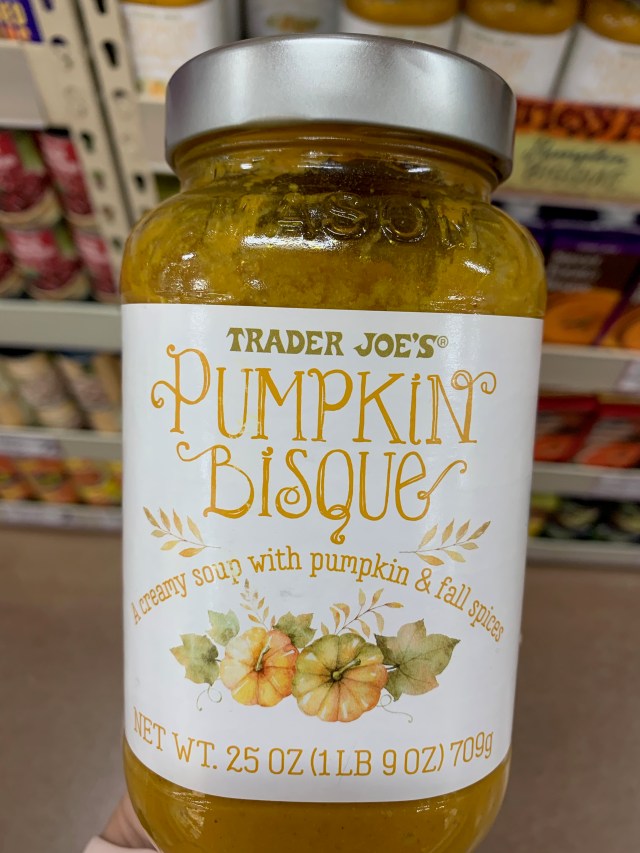 MASON
TRADER JOE'S®
PUMPKIN
BISQUE
A creamy soup with pumpkin & fall spices
NET WT. 25 OZ (1 LB 9 OZ) 709g